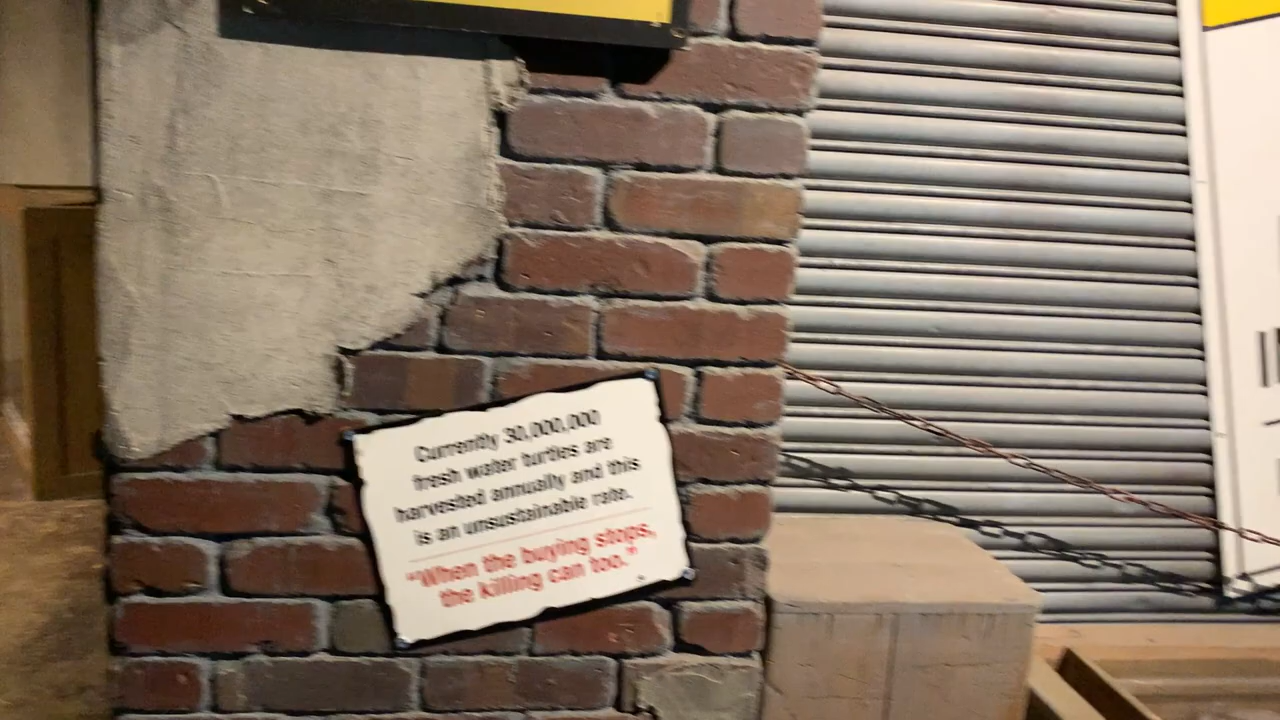 Currently 30,000,000
fresh water turtles are
harvested annually and this
is an unsustainable rate.
"When the buying stops,
the killing can too."